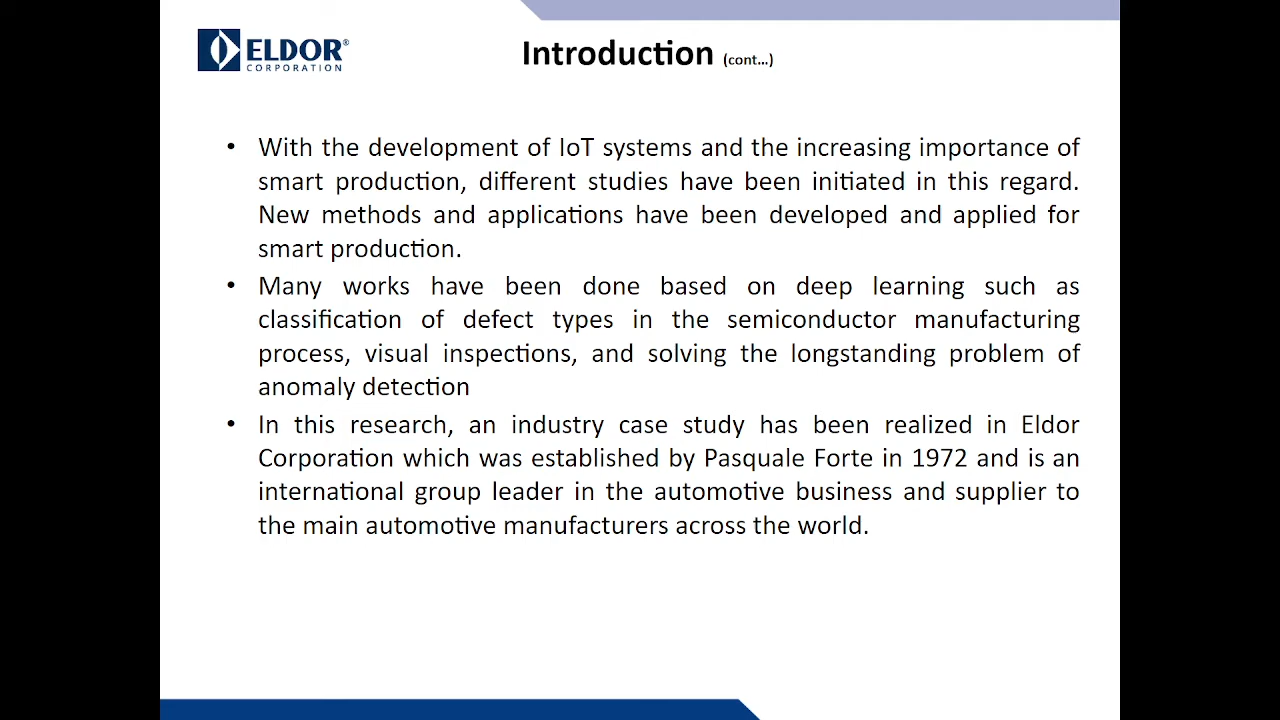 ELDOR®
CORPORATION
Introduction (cont…)
• With the development of IoT systems and the increasing importance of
smart production, different studies have been initiated in this regard.
New methods and applications have been developed and applied for
smart production.
• Many works have been done based on deep learning such as
classification of defect types in the semiconductor manufacturing
process, visual inspections, and solving the longstanding problem of
anomaly detection
• In this research, an industry case study has been realized in Eldor
Corporation which was established by Pasquale Forte in 1972 and is an
international group leader in the automotive business and supplier to
the main automotive manufacturers across the world.